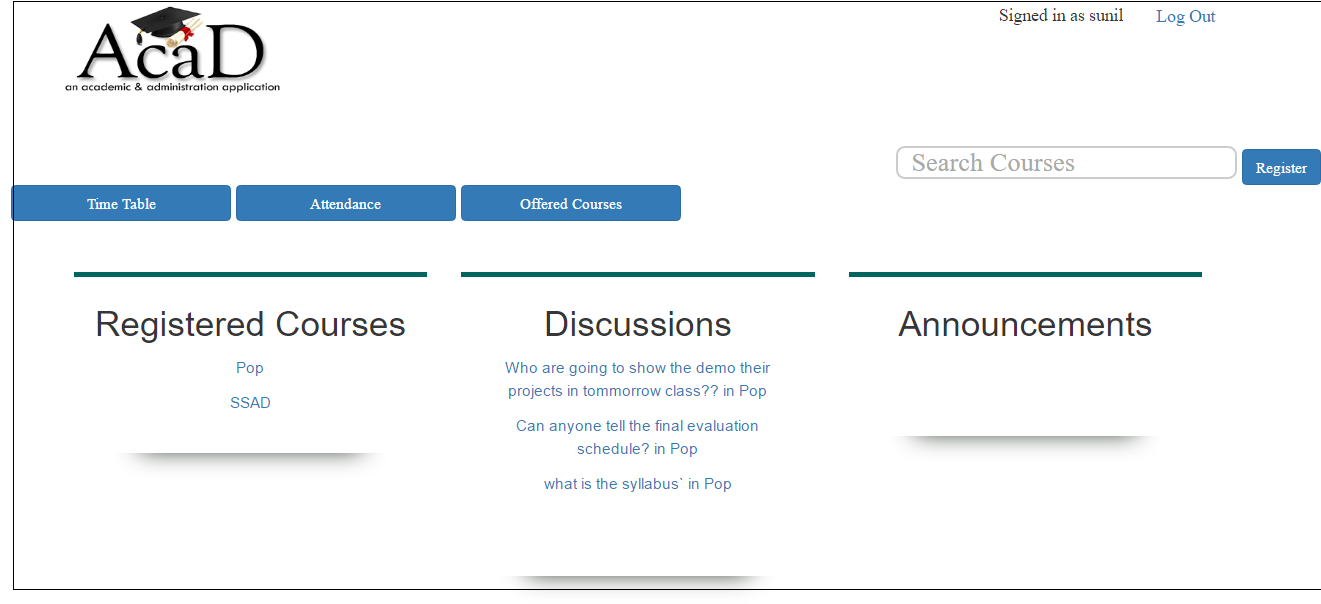 AcaD
an academic & administration application
Signed in as sunil
Log Out
Search Courses
Register
Time Table
Attendance
Offered Courses
Registered Courses
Pop
SSAD
Discussions
Who are going to show the demo their
projects in tommorrow class?? in Pop
Can anyone tell the final evaluation
schedule? in Pop
what is the syllabus` in Pop
Announcements